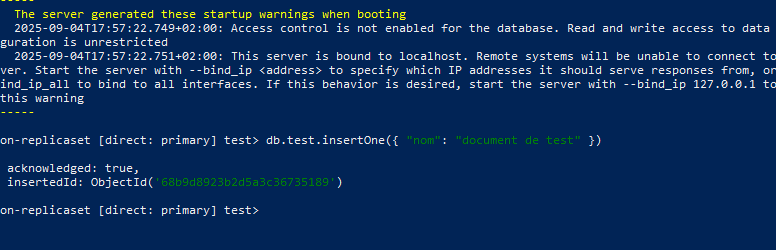 -----
The server generated these startup warnings when booting
2025-09-04T17:57:22.749+02:00: Access control is not enabled for the database. Read and write access to data
guration is unrestricted
2025-09-04T17:57:22.751+02:00: This server is bound to localhost. Remote systems will be unable to connect to
ver. Start the server with --bind_ip <address> to specify which IP addresses it should serve responses from, or
ind_ip_all to bind to all interfaces. If this behavior is desired, start the server with --bind_ip 127.0.0.1 to
this warning
-----
on-replicaset [direct: primary] test> db.test.insertOne({ "nom": "document de test" })
acknowledged: true,
insertedId: ObjectId('68b9d8923b2d5a3c36735189')
on-replicaset [direct: primary] test>